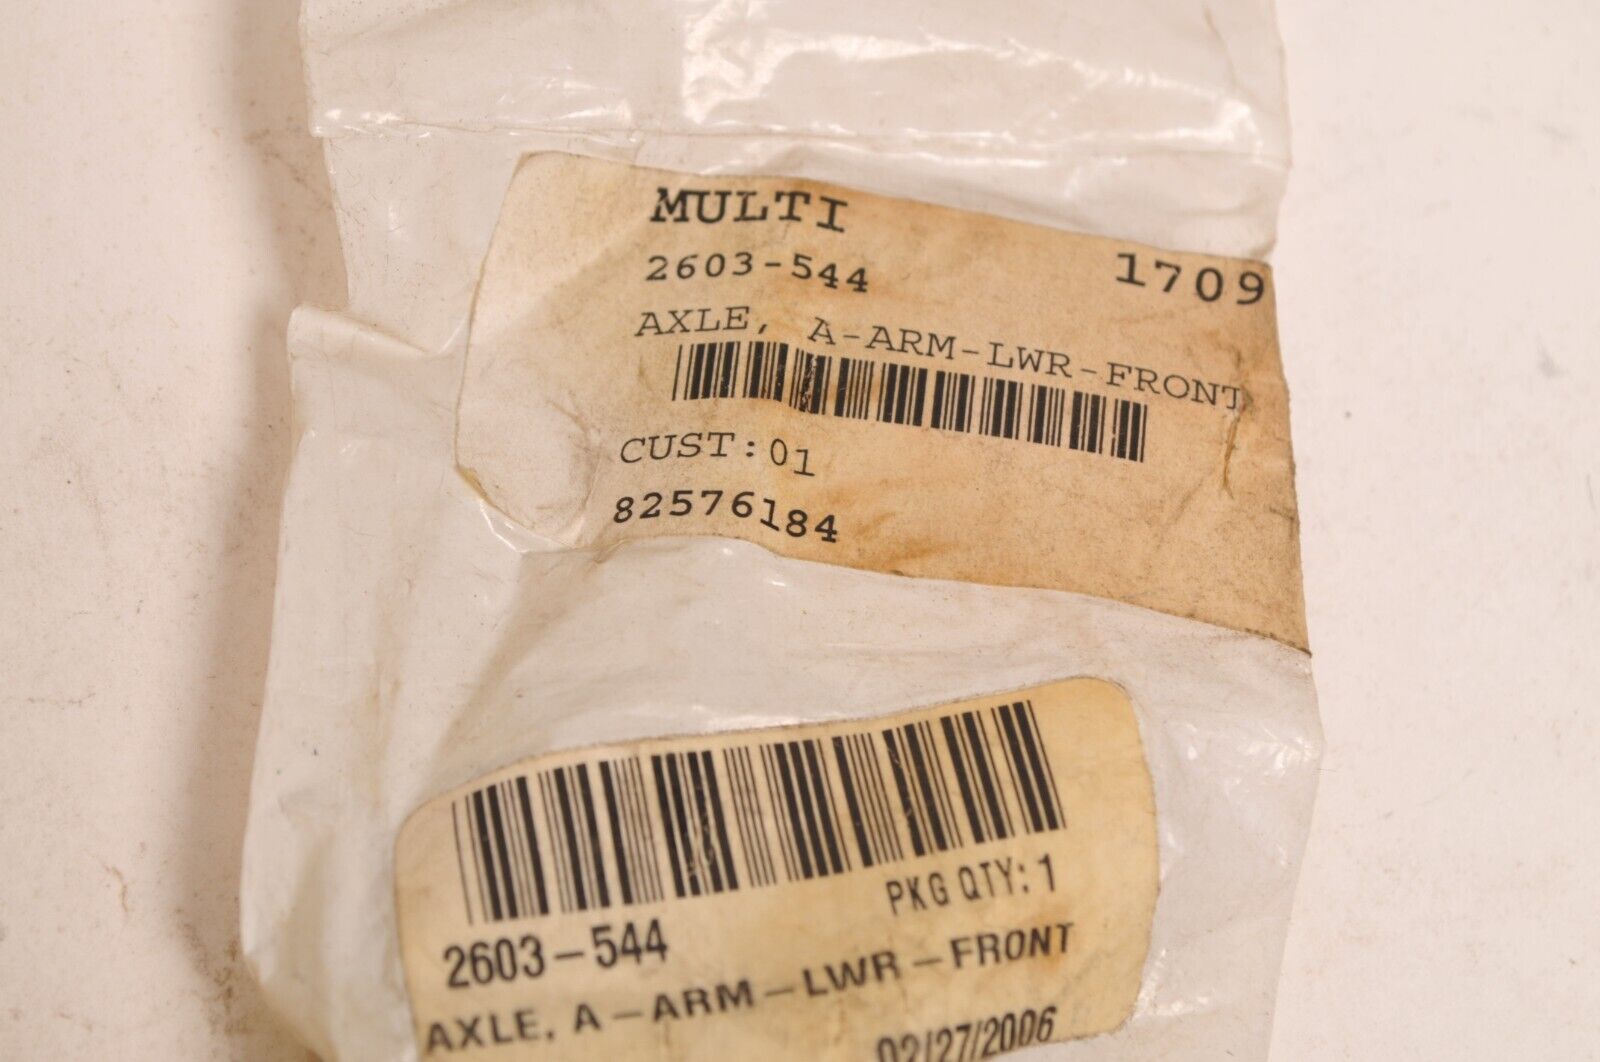 MULTI
2603-544 1709
AXLE, A-ARM-LWR-FRONT
CUST:01
82576184
PKG QTY: 1
2603-544
AXLE, A-ARM-LWR-FRONT
02/27/2006